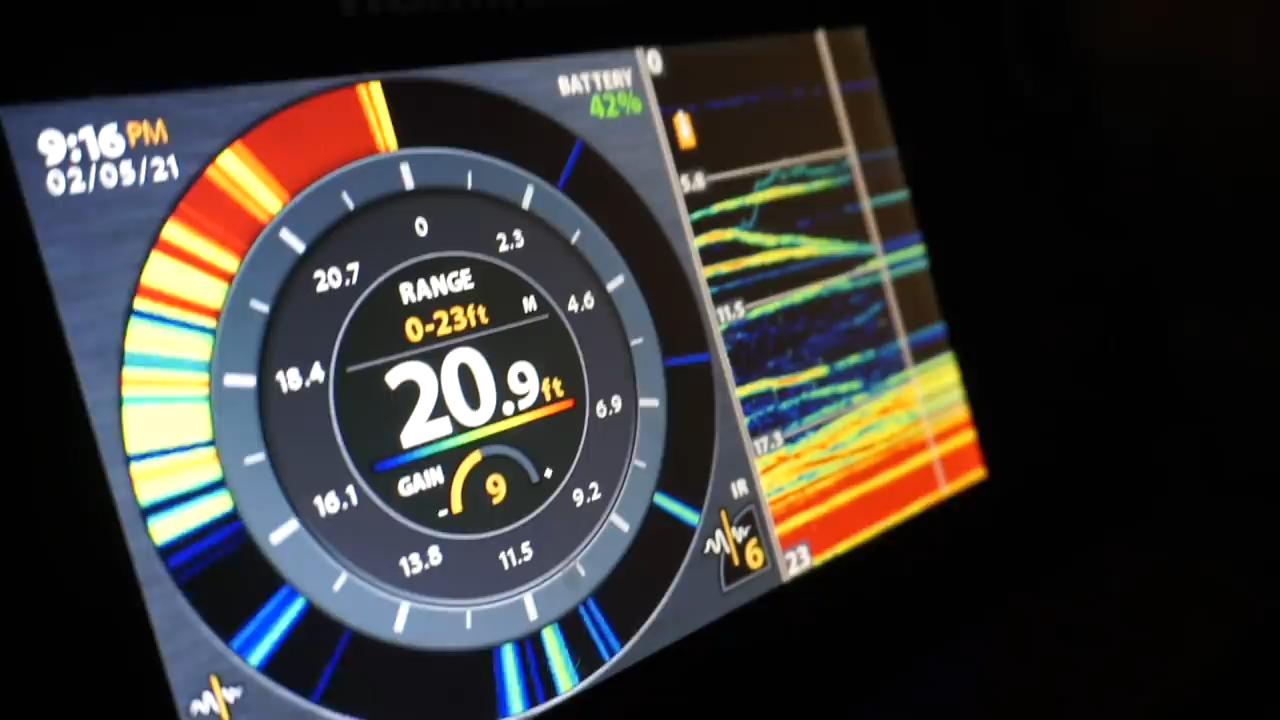 9:16 PM
02/05/21
BATTERY
42%
0
2.3
4.6
6.9
9.2
11.5
13.8
16.1
18.4
20.7
RANGE
0-23ft M
20.9ft
GAIN
- 9 +
0
5.8
11.5
17.3
23
IR
6